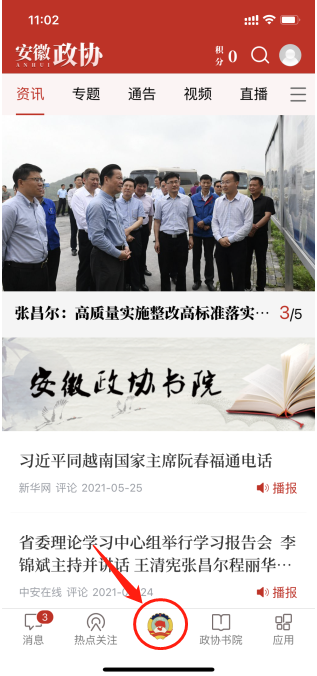 11:02
安徽政协
ANHUI
积分 0
资讯 专题 通告 视频 直播
张昌尔：高质量实施整改高标准落实…
3/5
安徽政协书院
习近平同越南国家主席阮春福通电话
新华网 评论 2021-05-25
播报
省委理论学习中心组举行学习报告会 李
锦斌主持并讲话 王清宪张昌尔程丽华…
中安在线 评论 2021-0 24
播报
3
消息 热点关注 政协书院 应用